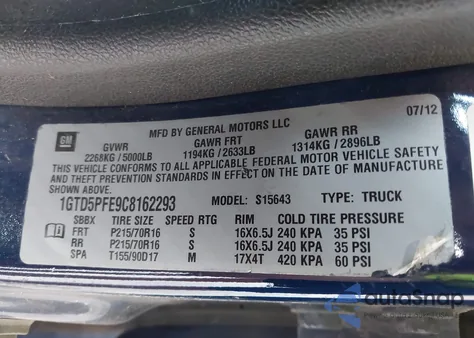 07/12
GM
MFD BY GENERAL MOTORS LLC
GVWR GAWR FRT GAWR RR
2268KG / 5000LB 1194KG / 2633LB 1314KG / 2896LB
THIS VEHICLE CONFORMS TO ALL APPLICABLE FEDERAL MOTOR VEHICLE SAFETY
AND THEFT PREVENTION STANDARDS IN EFFECT ON THE DATE OF MANUFACTURE
1GTD5PFE9C8162293 MODEL: S15643 TYPE: TRUCK
SBBX TIRE SIZE SPEED RTG RIM COLD TIRE PRESSURE
FRT P215/70R16 S 16X6.5J 240 KPA 35 PSI
RR P215/70R16 S 16X6.5J 240 KPA 35 PSI
SPA T155/90D17 M 17X4T 420 KPA 60 PSI
autoSnap